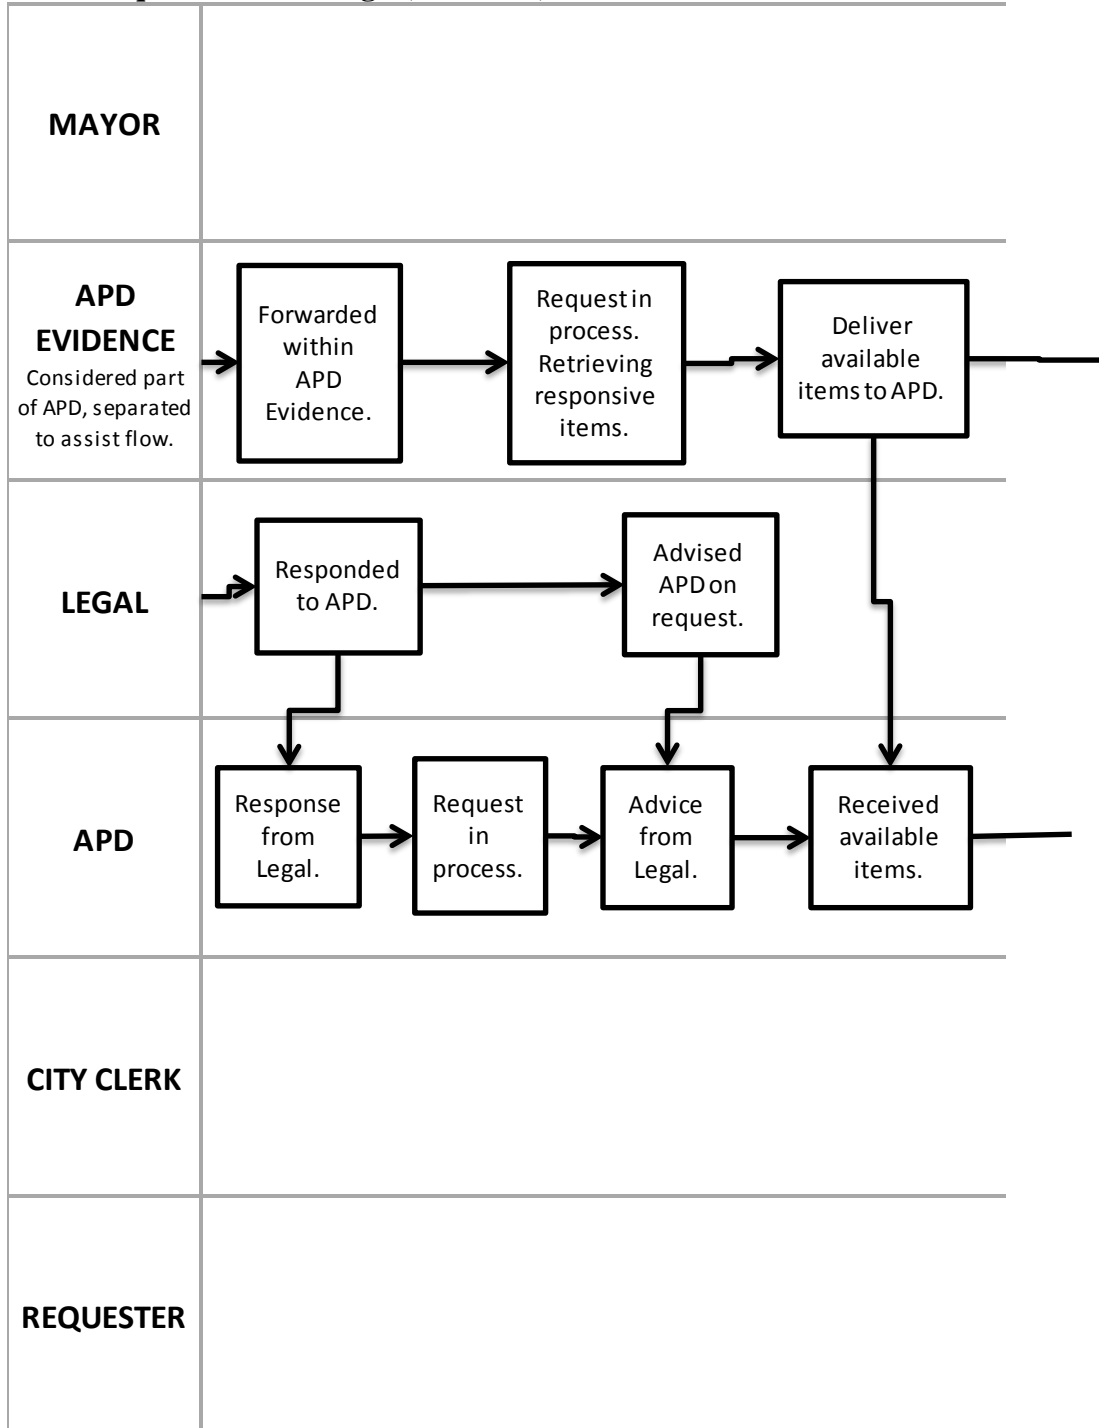 MAYOR
APD
EVIDENCE
Considered part
of APD, separated
to assist flow.
Forwarded
within
APD
Evidence.
Request in
process.
Retrieving
responsive
items.
Deliver
available
items to APD.
LEGAL
Responded
to APD.
Advised
APD on
request.
APD
Response
from
Legal.
Request
in
process.
Advice
from
Legal.
Received
available
items.
CITY CLERK
REQUESTER